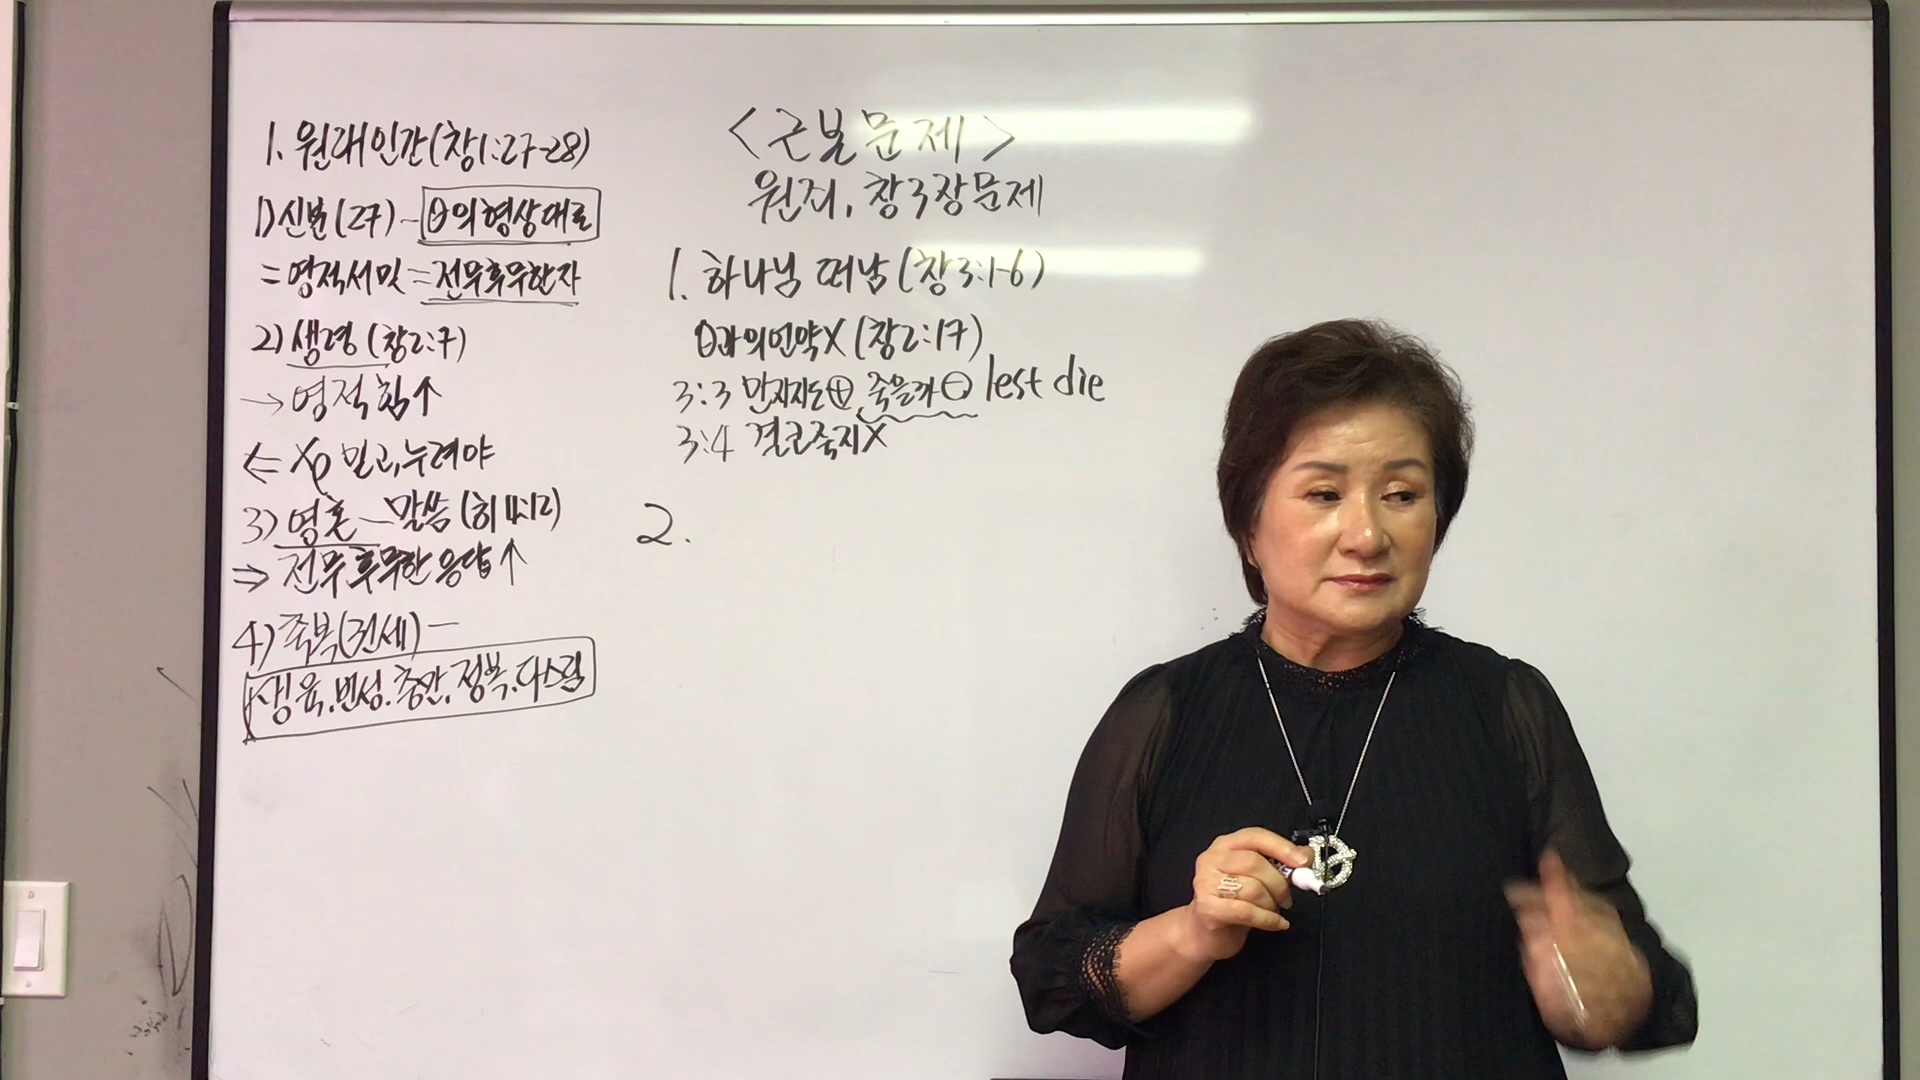 1. 원래인간(창1:27-28)
1) 신분(27) - θ의형상대로
= 영적서밋 = 전무후무한자
2) 생령(창2:7)
→ 영적힘↑
⇐ 믿고, 누려야
3) 영혼 - 말씀(히4:12)
⇒ 전무후무한 응답↑
4) 축복(권세) -
생육.번성.충만.정복.다스림
<근본문제>
원죄, 창3장문제
1. 하나님 떠남(창3:1-6)
θ과의언약X (창2:17)
3:3 만지지도⊕ 죽을까⊖ lest die
3:4 결코죽지X
2.